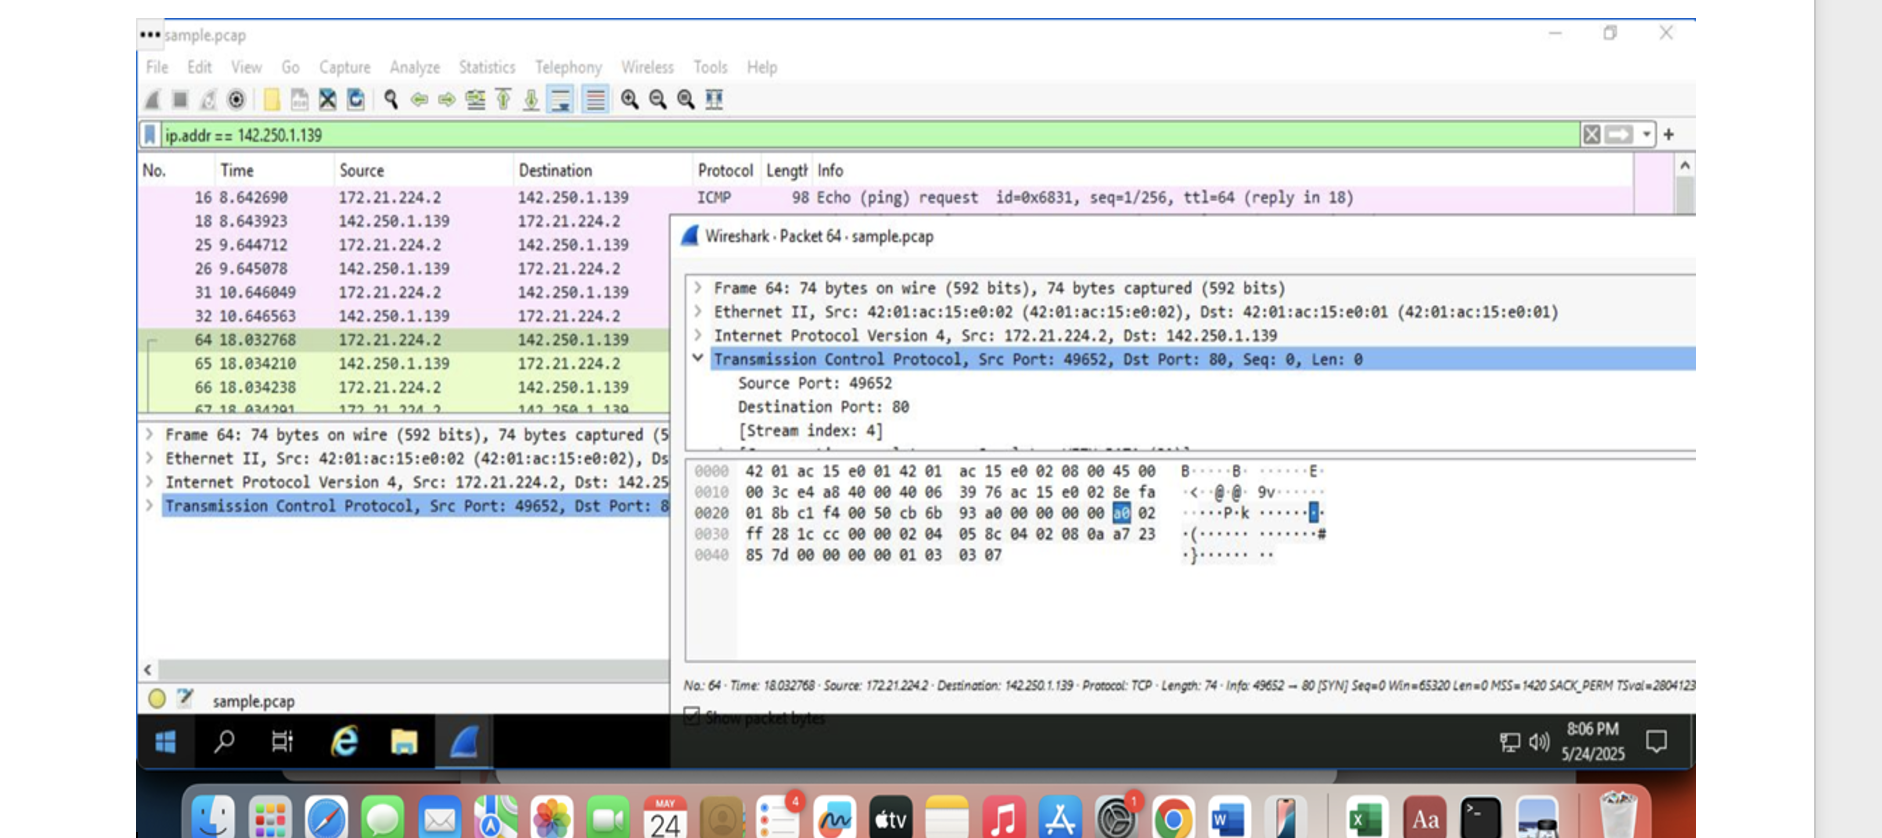 sample.pcap
File Edit View Go Capture Analyze Statistics Telephony Wireless Tools Help
ip.addr == 142.250.1.139
No. Time Source Destination Protocol Length Info
16 8.642690 172.21.224.2 142.250.1.139 ICMP 98 Echo (ping) request id=0x6831, seq=1/256, ttl=64 (reply in 18)
18 8.643923 142.250.1.139 172.21.224.2
25 9.644712 172.21.224.2 142.250.1.139
26 9.645078 142.250.1.139 172.21.224.2
31 10.646049 172.21.224.2 142.250.1.139
32 10.646563 142.250.1.139 172.21.224.2
64 18.032768 172.21.224.2 142.250.1.139
65 18.034210 142.250.1.139 172.21.224.2
66 18.034238 172.21.224.2 142.250.1.139
67 18.034291 172.21.224.2 142.250.1.139
Frame 64: 74 bytes on wire (592 bits), 74 bytes captured (5
Ethernet II, Src: 42:01:ac:15:e0:02 (42:01:ac:15:e0:02), Ds
Internet Protocol Version 4, Src: 172.21.224.2, Dst: 142.25
Transmission Control Protocol, Src Port: 49652, Dst Port: 8
sample.pcap
Wireshark · Packet 64 · sample.pcap
Frame 64: 74 bytes on wire (592 bits), 74 bytes captured (592 bits)
Ethernet II, Src: 42:01:ac:15:e0:02 (42:01:ac:15:e0:02), Dst: 42:01:ac:15:e0:01 (42:01:ac:15:e0:01)
Internet Protocol Version 4, Src: 172.21.224.2, Dst: 142.250.1.139
Transmission Control Protocol, Src Port: 49652, Dst Port: 80, Seq: 0, Len: 0
Source Port: 49652
Destination Port: 80
[Stream index: 4]
0000 42 01 ac 15 e0 01 42 01 ac 15 e0 02 08 00 45 00 B·····B· ······E·
0010 00 3c e4 a8 40 00 40 06 39 76 ac 15 e0 02 8e fa ·<··@·@· 9v······
0020 01 8b c1 f4 00 50 cb 6b 93 a0 00 00 00 00 a0 02 ·····P·k ········
0030 ff 28 1c cc 00 00 02 04 05 8c 04 02 08 0a a7 23 ·(······ ·······#
0040 85 7d 00 00 00 00 01 03 03 07 ·}······ ··
No.: 64 · Time: 18.032768 · Source: 172.21.224.2 · Destination: 142.250.1.139 · Protocol: TCP · Length: 74 · Info: 49652 → 80 [SYN] Seq=0 Win=65320 Len=0 MSS=1420 SACK_PERM TSval=2804123
Show packet bytes
8:06 PM
5/24/2025
4
1
MAY
24
tv
W
X
Aa